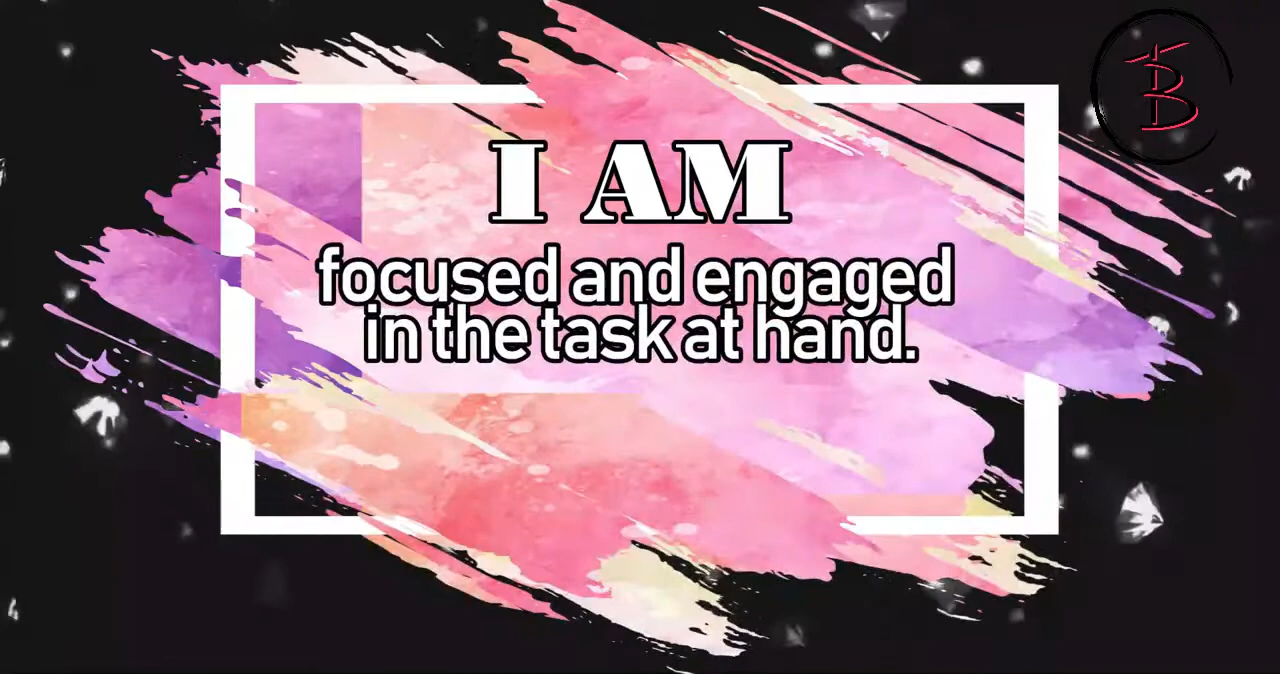 I AM
focused and engaged
in the task at hand.